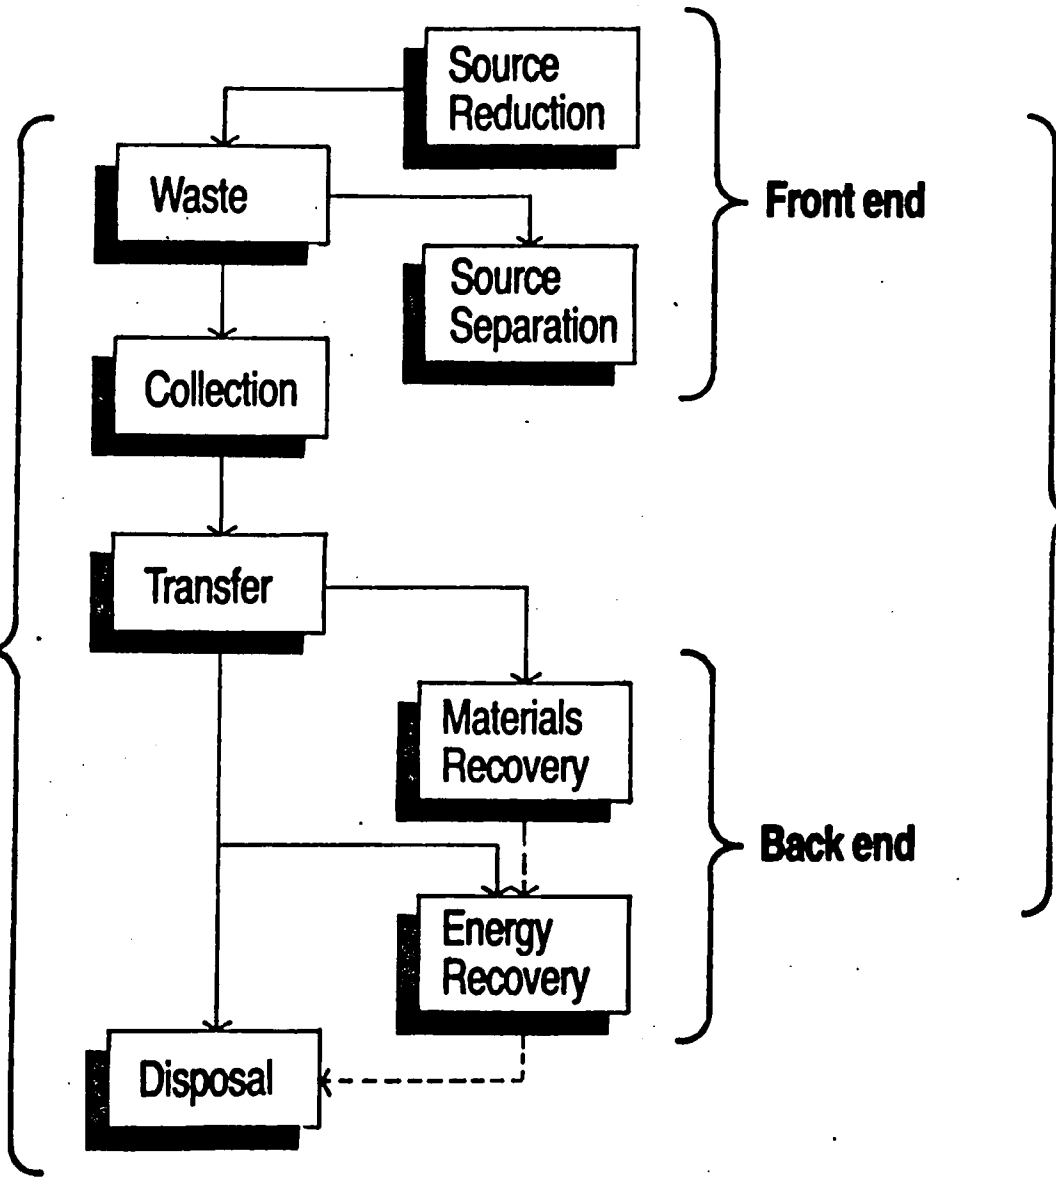 Source
Reduction
Waste
Front end
Source
Separation
Collection
Transfer
Materials
Recovery
Back end
Energy
Recovery
Disposal